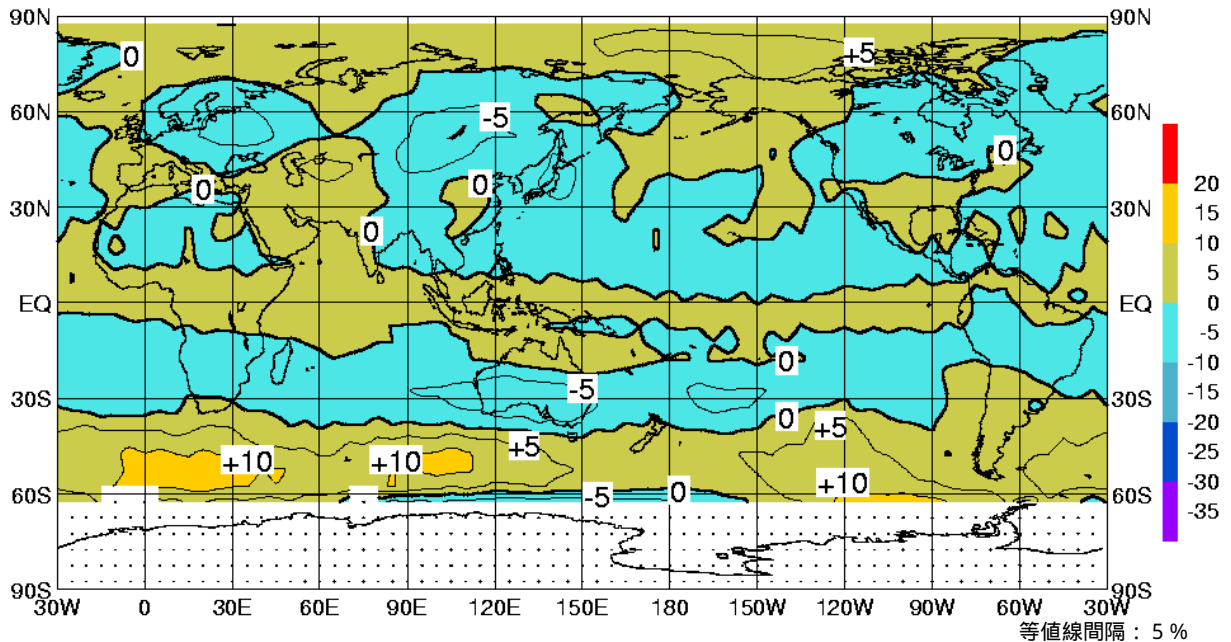 90N 90N
0 +5
60N -5 60N
0 0 0
30N 30N
0
EQ EQ
0
-5
30S 0 30S
+5 +5
+10 +10 +10
60S -5 0 60S
90S 90S
30W 0 30E 60E 90E 120E 150E 180 150W 120W 90W 60W 30W
20
15
10
5
0
-5
-10
-15
-20
-25
-30
-35
等値線間隔： 5 %